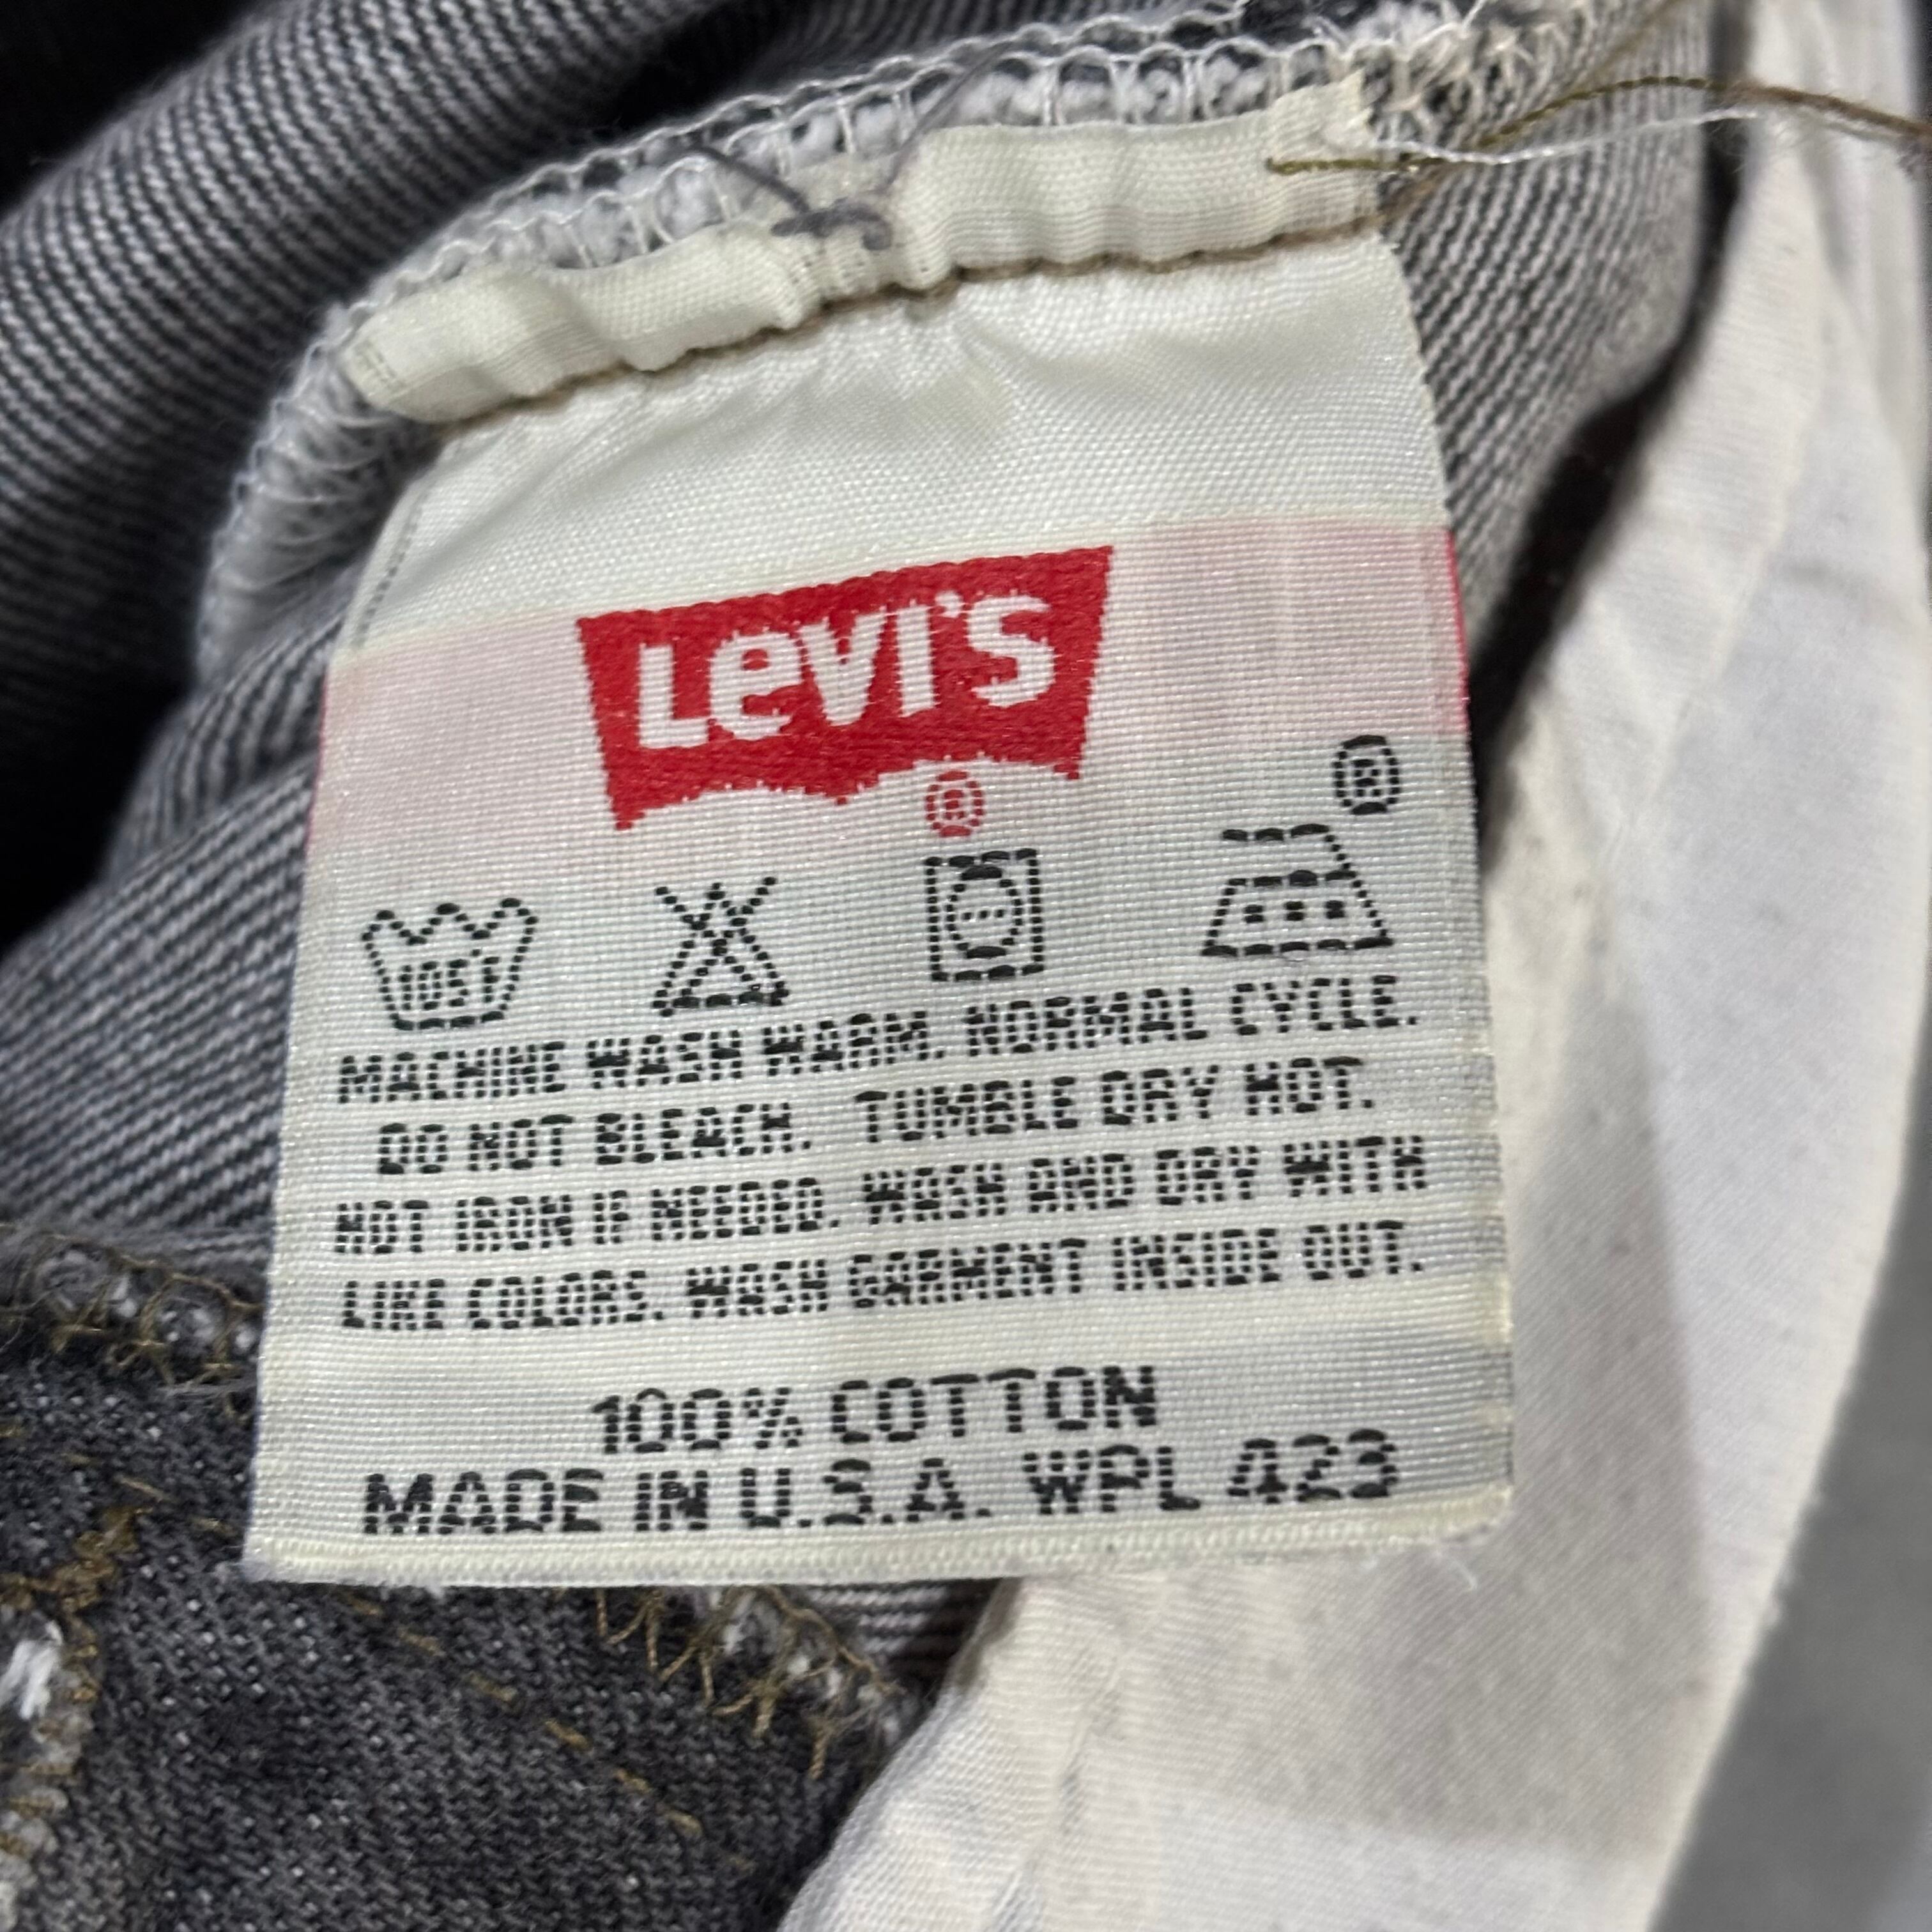 Levi's
®
®
105F
MACHINE WASH WARM. NORMAL CYCLE.
DO NOT BLEACH. TUMBLE DRY HOT.
HOT IRON IF NEEDED. WASH AND DRY WITH
LIKE COLORS. WASH GARMENT INSIDE OUT.
100% COTTON
MADE IN U.S.A. WPL 423